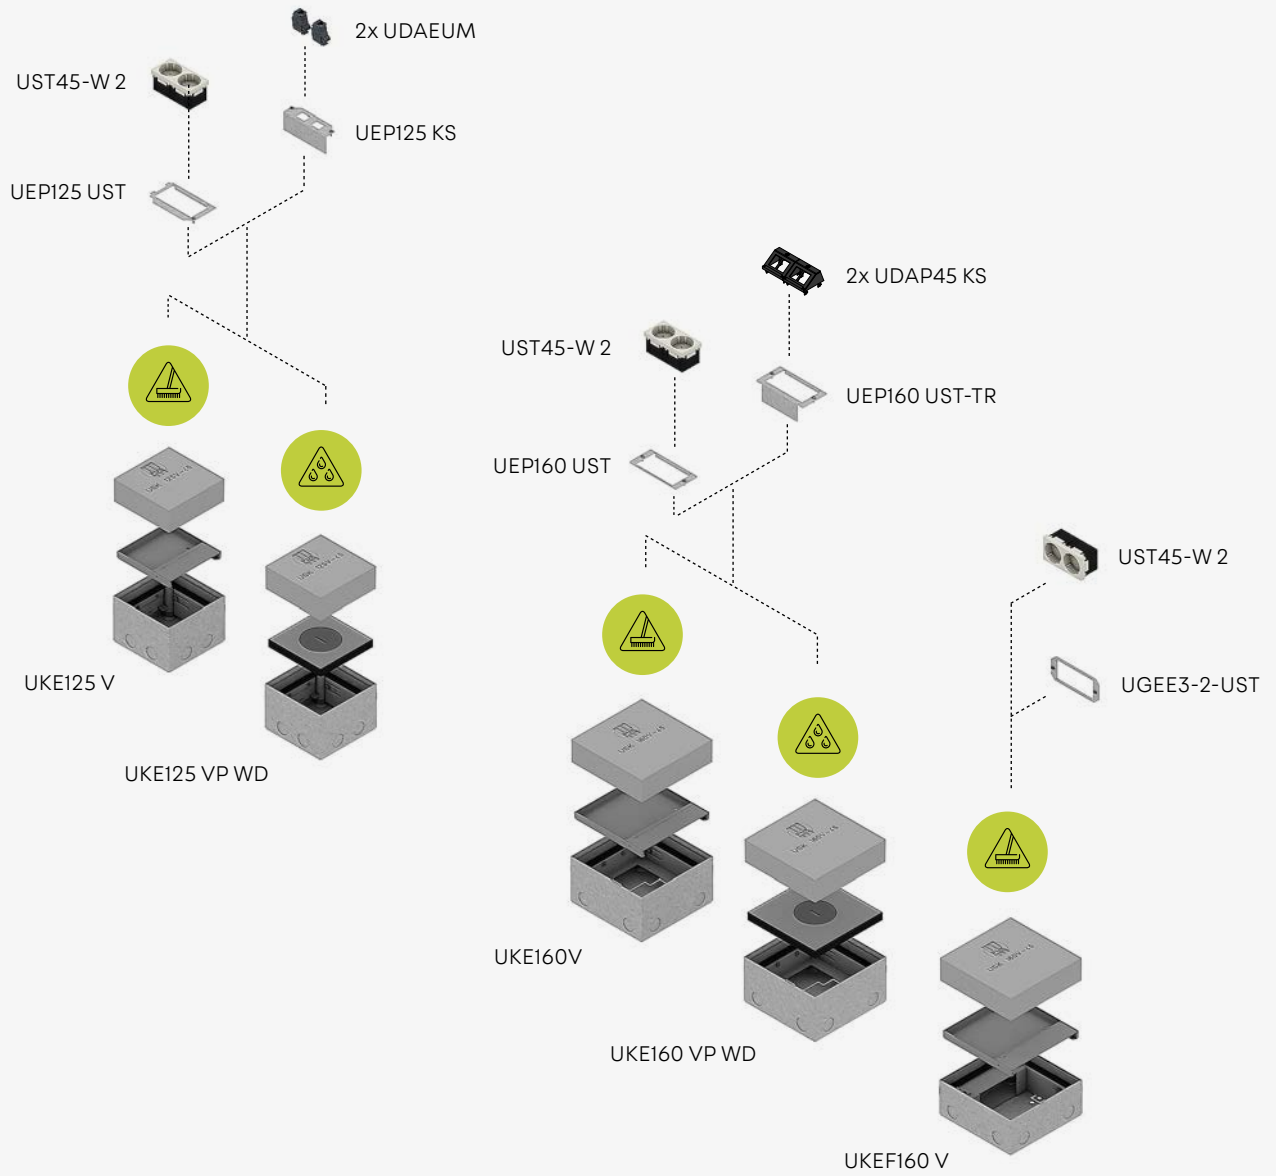 2x UDAEUM
UST45-W 2
UEP125 KS
UEP125 UST
2x UDAP45 KS
UST45-W 2
UEP160 UST-TR
UEP160 UST
UST45-W 2
UGEE3-2-UST
UKE125 V
UKE125 VP WD
UKE160V
UKE160 VP WD
UKEF160 V